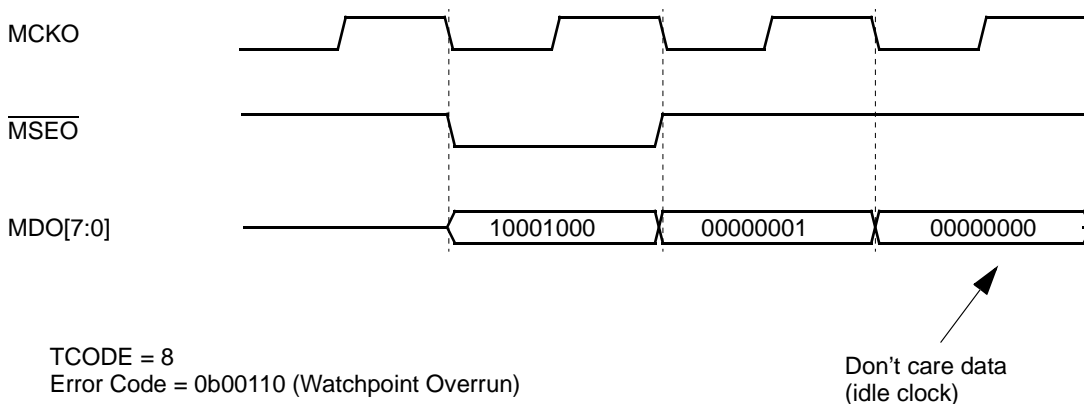 MCKO
MSEO
MDO[7:0]
10001000
00000001
00000000
TCODE = 8
Error Code = 0b00110 (Watchpoint Overrun)
Don't care data
(idle clock)